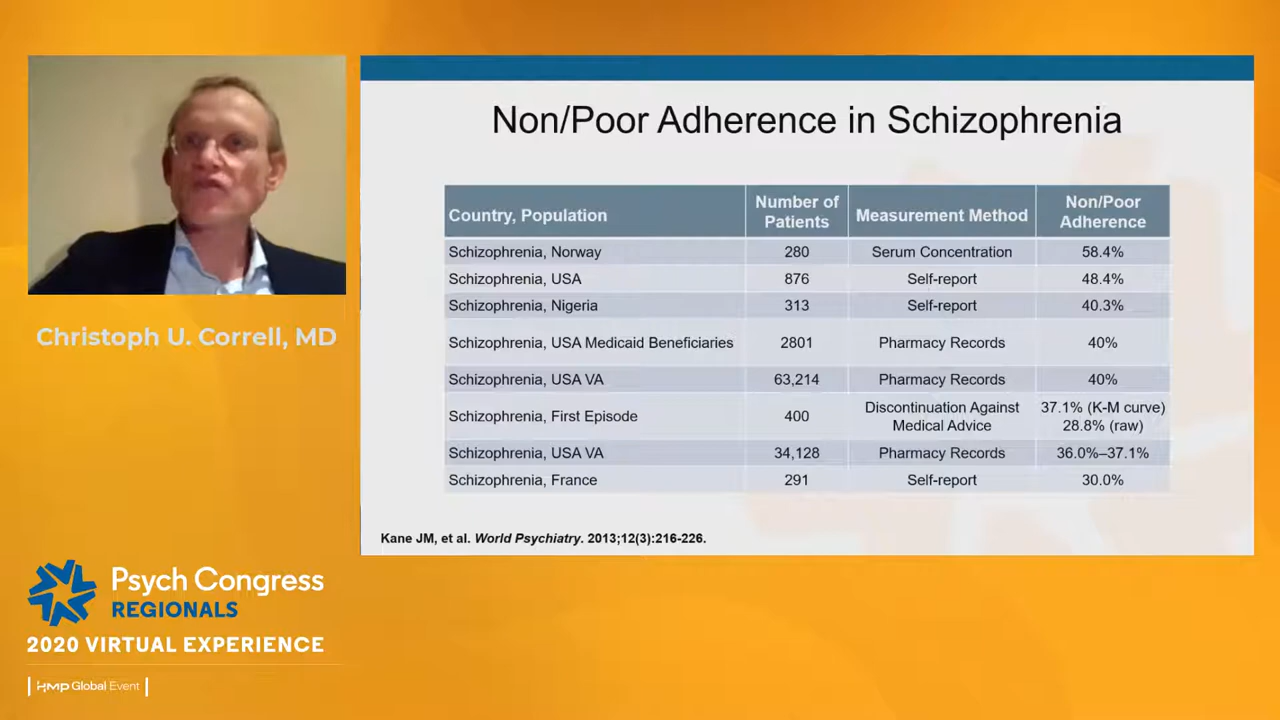 Non/Poor Adherence in Schizophrenia
Country, Population
Number of
Patients
Measurement Method
Non/Poor
Adherence
Schizophrenia, Norway
280
Serum Concentration
58.4%
Schizophrenia, USA
876
Self-report
48.4%
Schizophrenia, Nigeria
313
Self-report
40.3%
Schizophrenia, USA Medicaid Beneficiaries
2801
Pharmacy Records
40%
Schizophrenia, USA VA
63,214
Pharmacy Records
40%
Schizophrenia, First Episode
400
Discontinuation Against
Medical Advice
37.1% (K-M curve)
28.8% (raw)
Schizophrenia, USA VA
34,128
Pharmacy Records
36.0%–37.1%
Schizophrenia, France
291
Self-report
30.0%
Kane JM, et al. World Psychiatry. 2013;12(3):216-226.
Christoph U. Correll, MD
Psych Congress
REGIONALS
2020 VIRTUAL EXPERIENCE
HMP Global Event